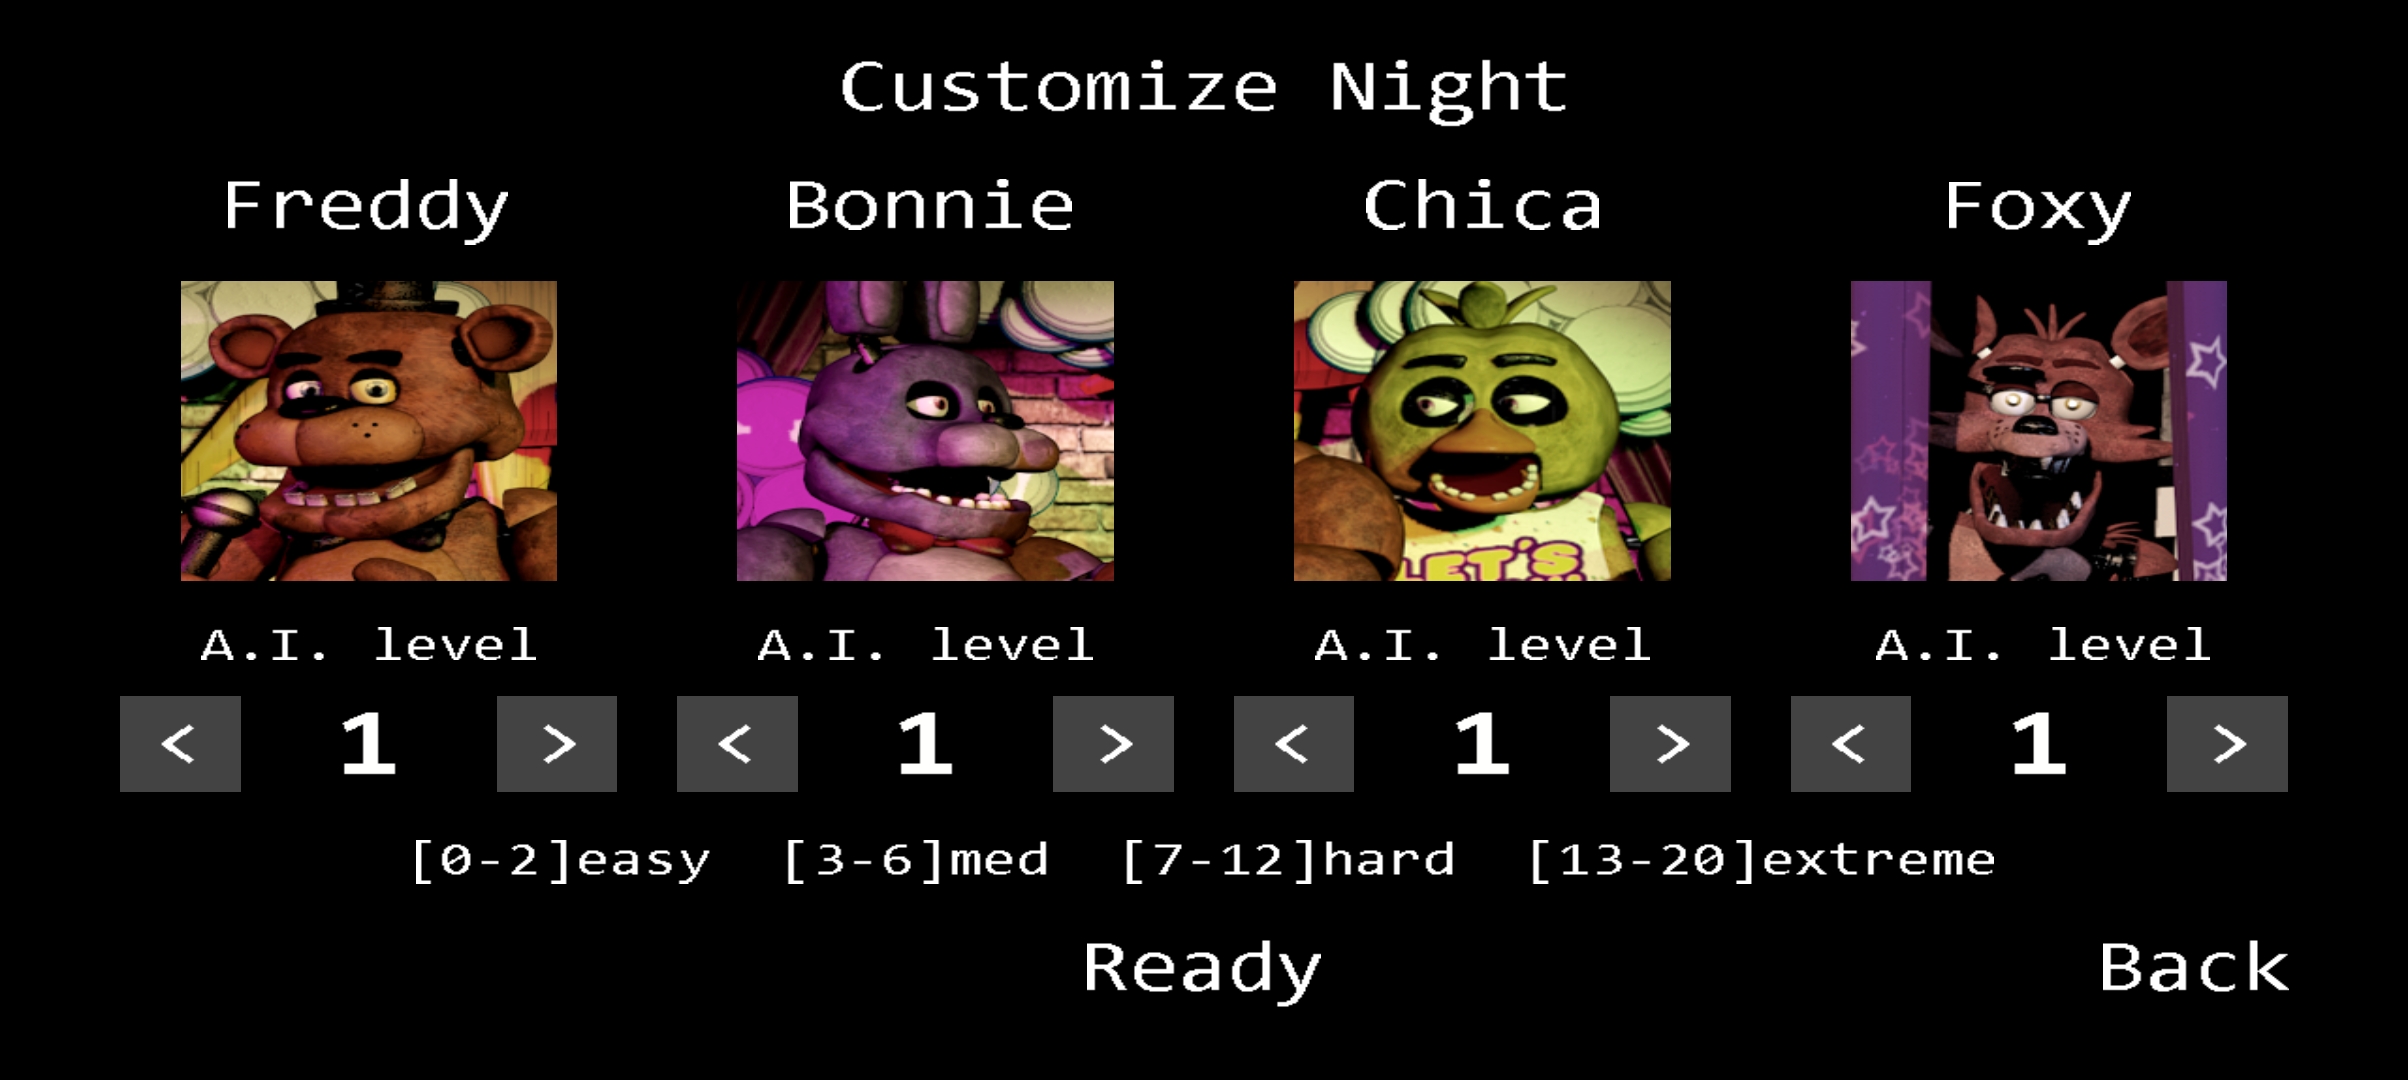 Customize Night
Freddy Bonnie Chica Foxy
LET'S
A.I. level A.I. level A.I. level A.I. level
< 1 > < 1 > < 1 > < 1 >
[0-2]easy [3-6]med [7-12]hard [13-20]extreme
Ready Back